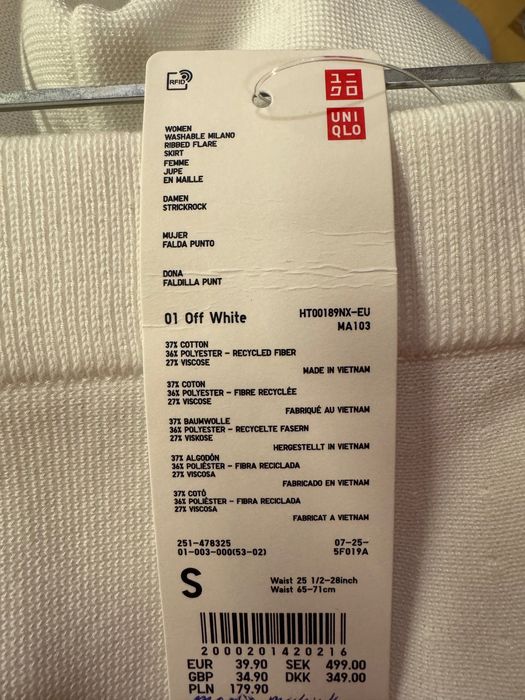 RFID
ユニ
クロ
UNI
QLO
WOMEN
WASHABLE MILANO
RIBBED FLARE
SKIRT
FEMME
JUPE
EN MAILLE
DAMEN
STRICKROCK
MUJER
FALDA PUNTO
DONA
FALDILLA PUNT
01 Off White HT00189NX-EU
MA103
37% COTTON
36% POLYESTER - RECYCLED FIBER
27% VISCOSE
MADE IN VIETNAM
37% COTON
36% POLYESTER - FIBRE RECYCLÉE
27% VISCOSE
FABRIQUÉ AU VIETNAM
37% BAUMWOLLE
36% POLYESTER - RECYCELTE FASERN
27% VISKOSE
HERGESTELLT IN VIETNAM
37% ALGODÓN
36% POLIÉSTER - FIBRA RECICLADA
27% VISCOSA
FABRICADO EN VIETNAM
37% COTÓ
36% POLIÈSTER - FIBRA RECICLADA
27% VISCOSA
FABRICAT A VIETNAM
251-478325 07-25-
01-003-000(53-02) 5F019A
S Waist 25 1/2-28inch
Waist 65-71cm
2000201420216
EUR 39.90 SEK 499.00
GBP 34.90 DKK 349.00
PLN 179.90